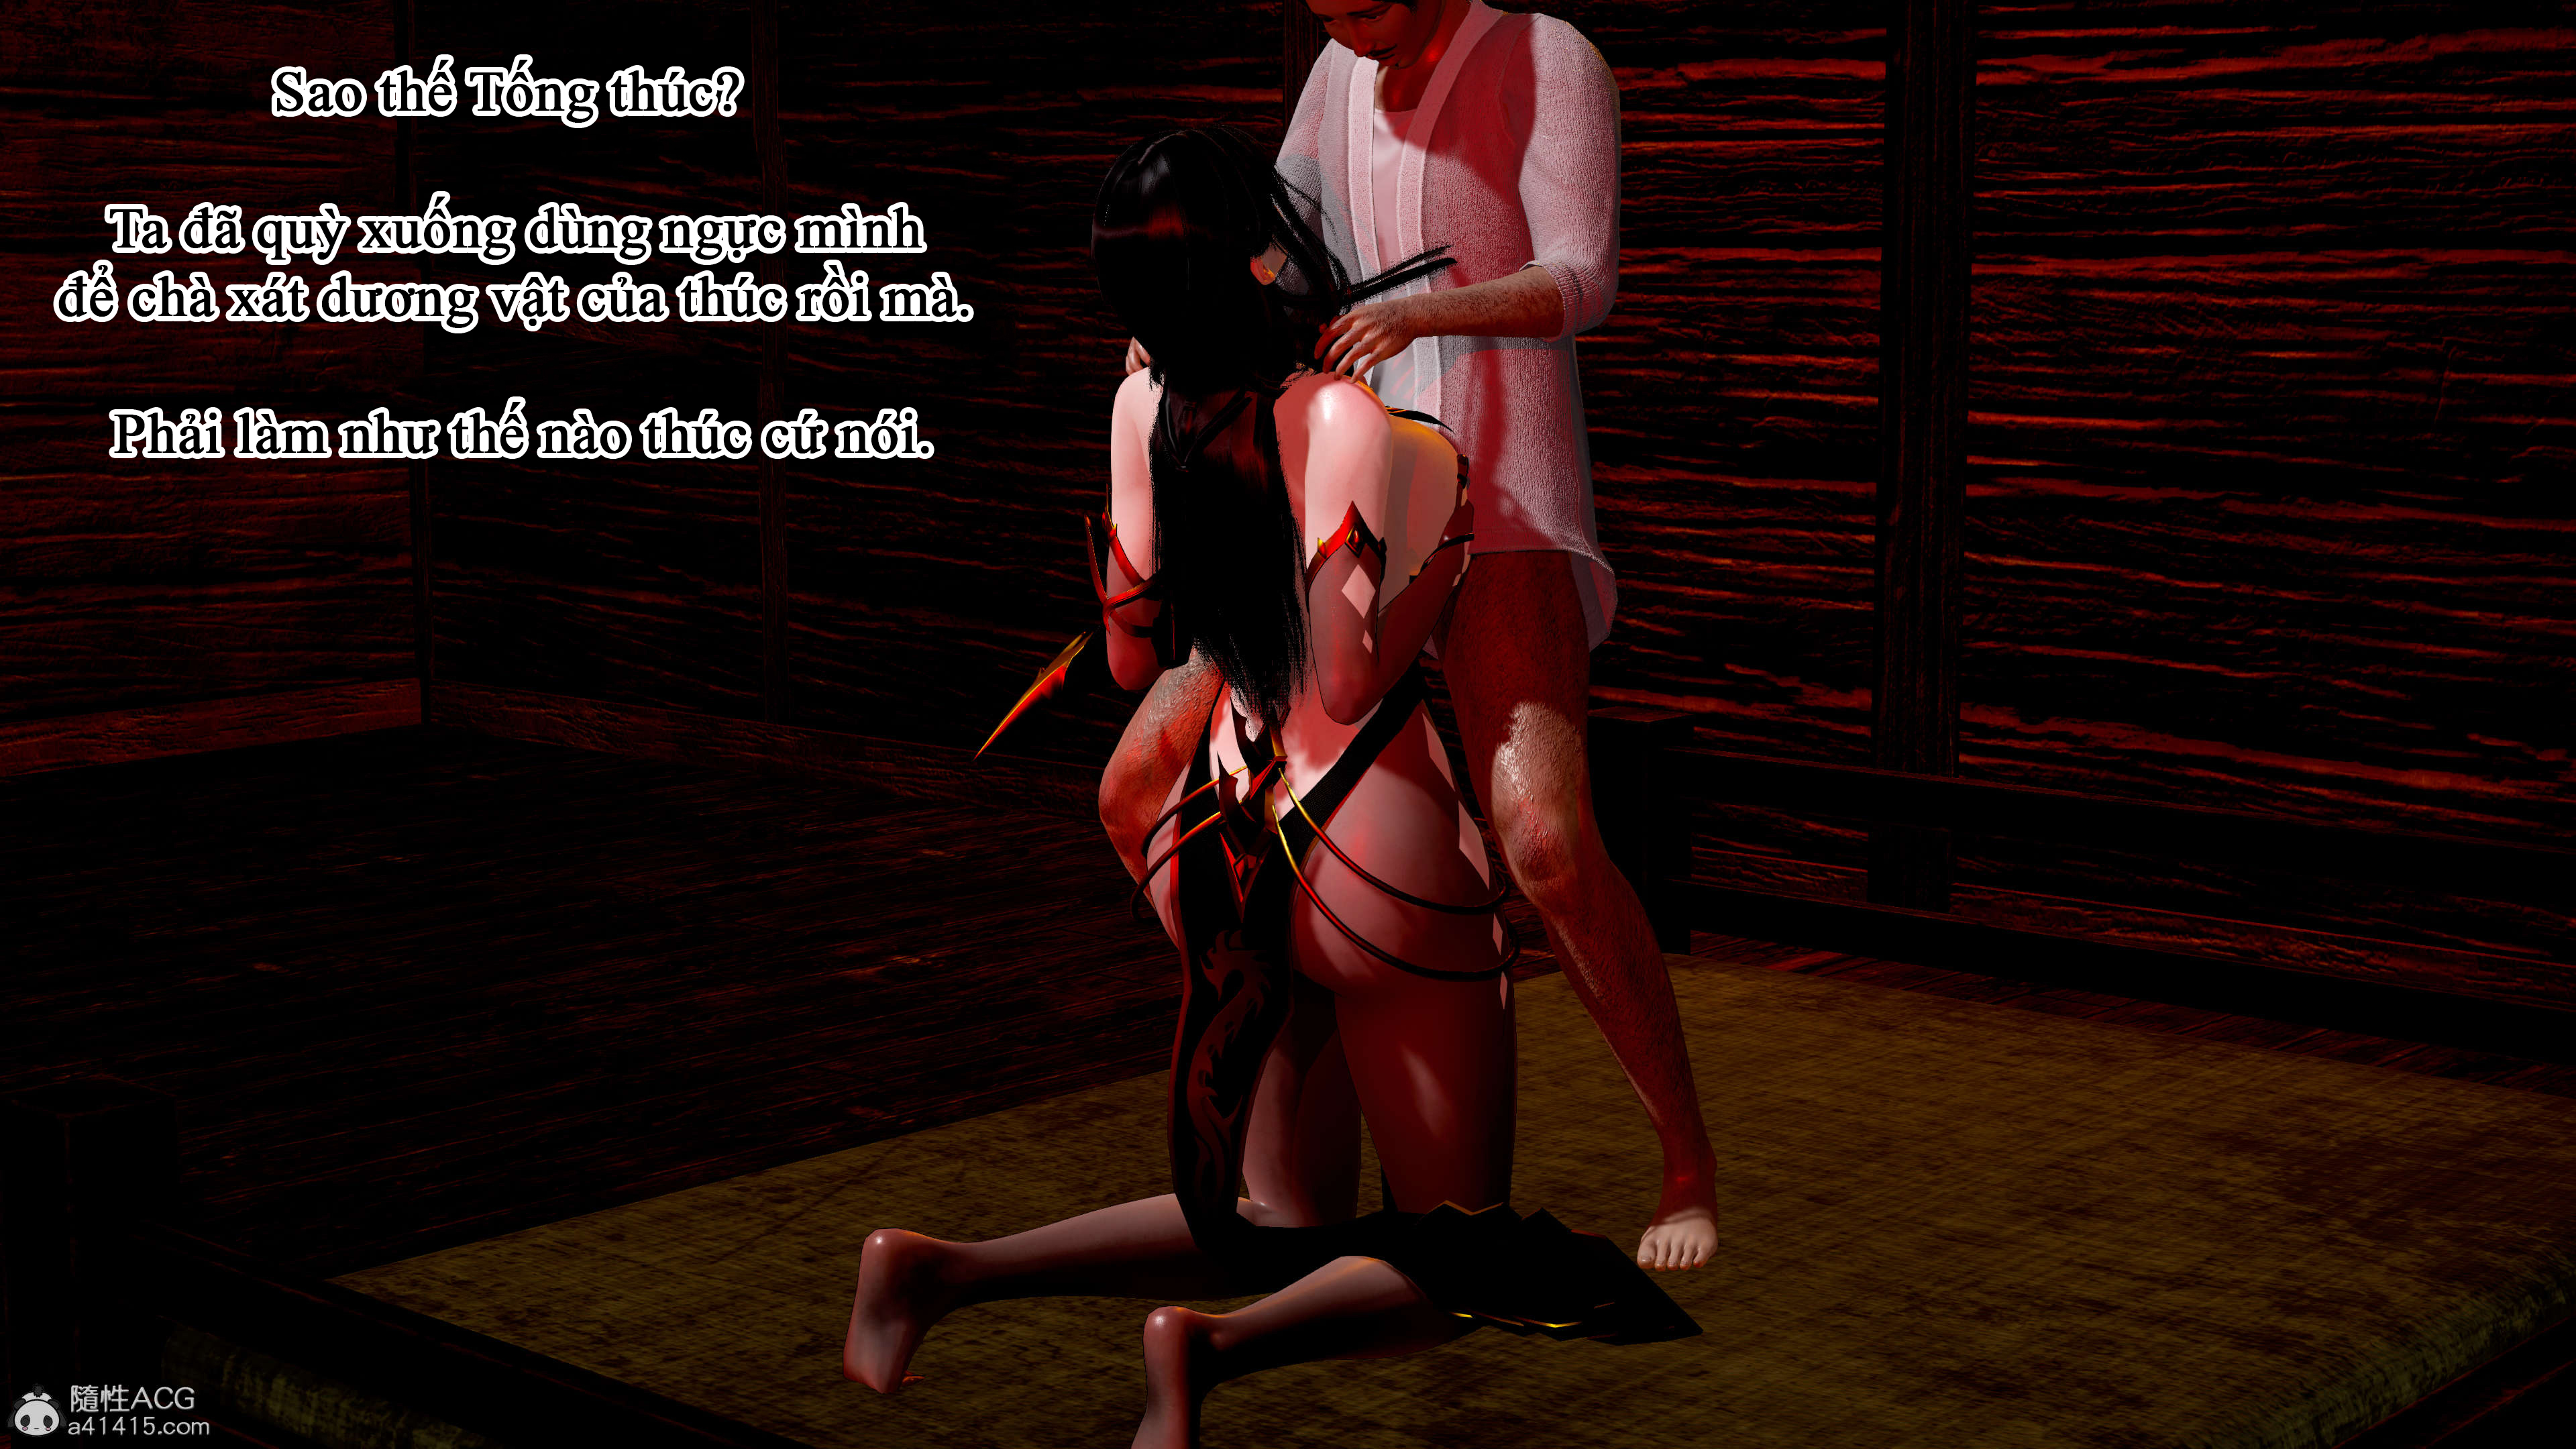 Sao thế Tống thúc?
Ta đã quỳ xuống dùng ngực mình
để chà xát dương vật của thúc rồi mà.
Phải làm như thế nào thúc cứ nói.
隨性ACG
a41415.com